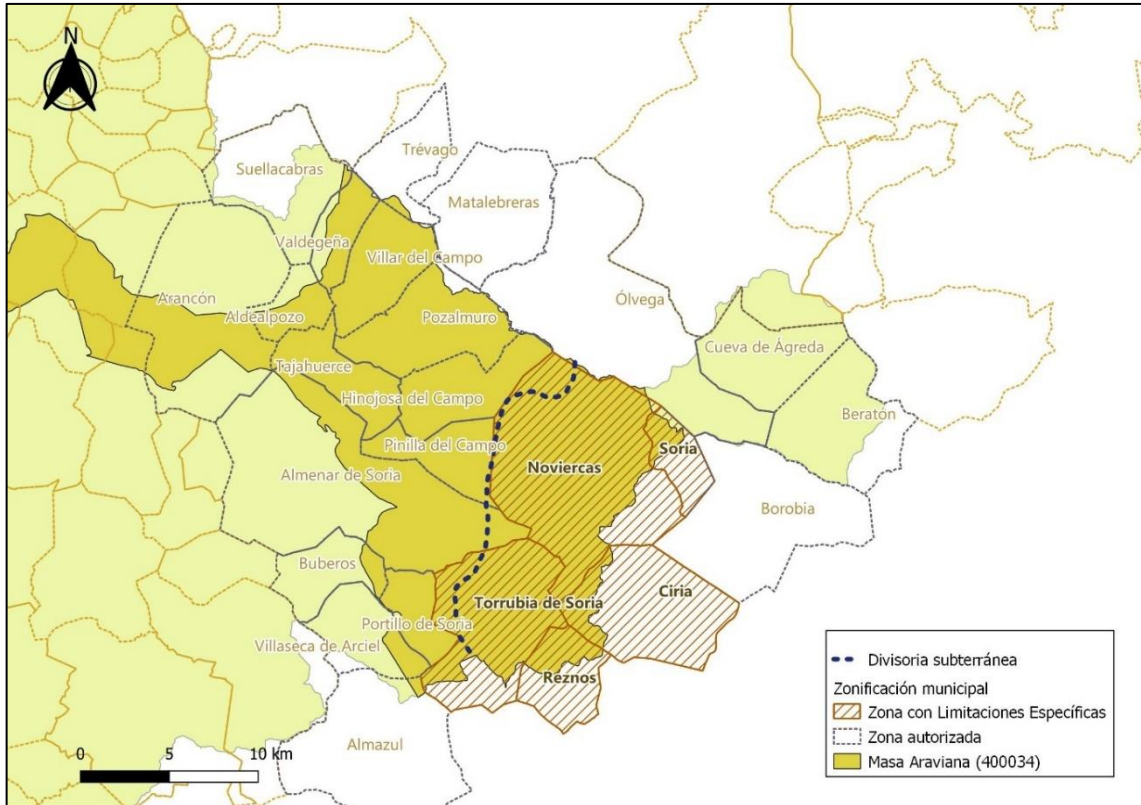 N
Trévago
Suellacabras
Matalebreras
Valdegeña
Villar del Campo
Arancón
Ólvega
Aldealpozo
Pozalmuro
Cueva de Ágreda
Tajahuerce
Hinojosa del Campo
Beratón
Pinilla del Campo
Soria
Noviercas
Almenar de Soria
Borobia
Buberos
Ciria
Torrubia de Soria
Portillo de Soria
Villaseca de Arciel
Reznos
Almazul
0 5 10 km
Divisoria subterránea
Zonificación municipal
Zona con Limitaciones Específicas
Zona autorizada
Masa Araviana (400034)